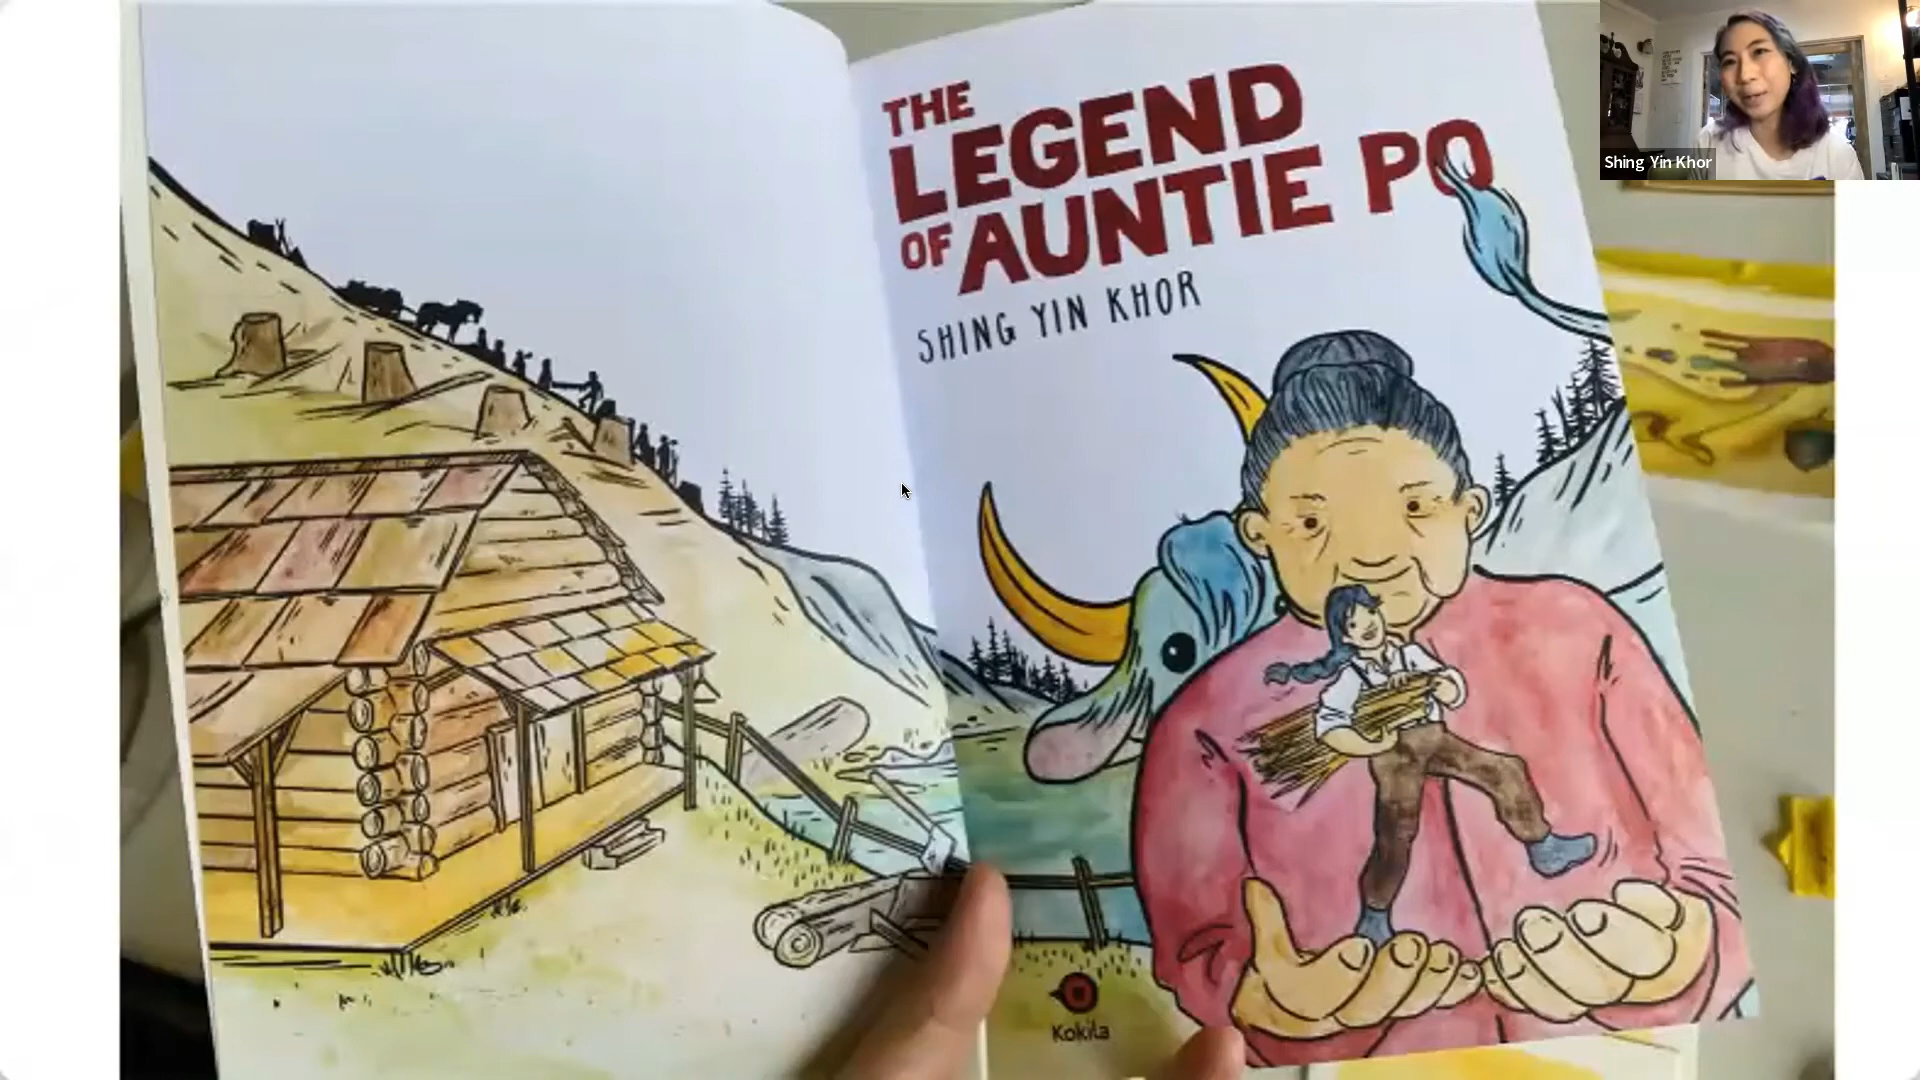 THE
LEGEND
OF AUNTIE PO
SHING YIN KHOR
Kokila
Shing Yin Khor